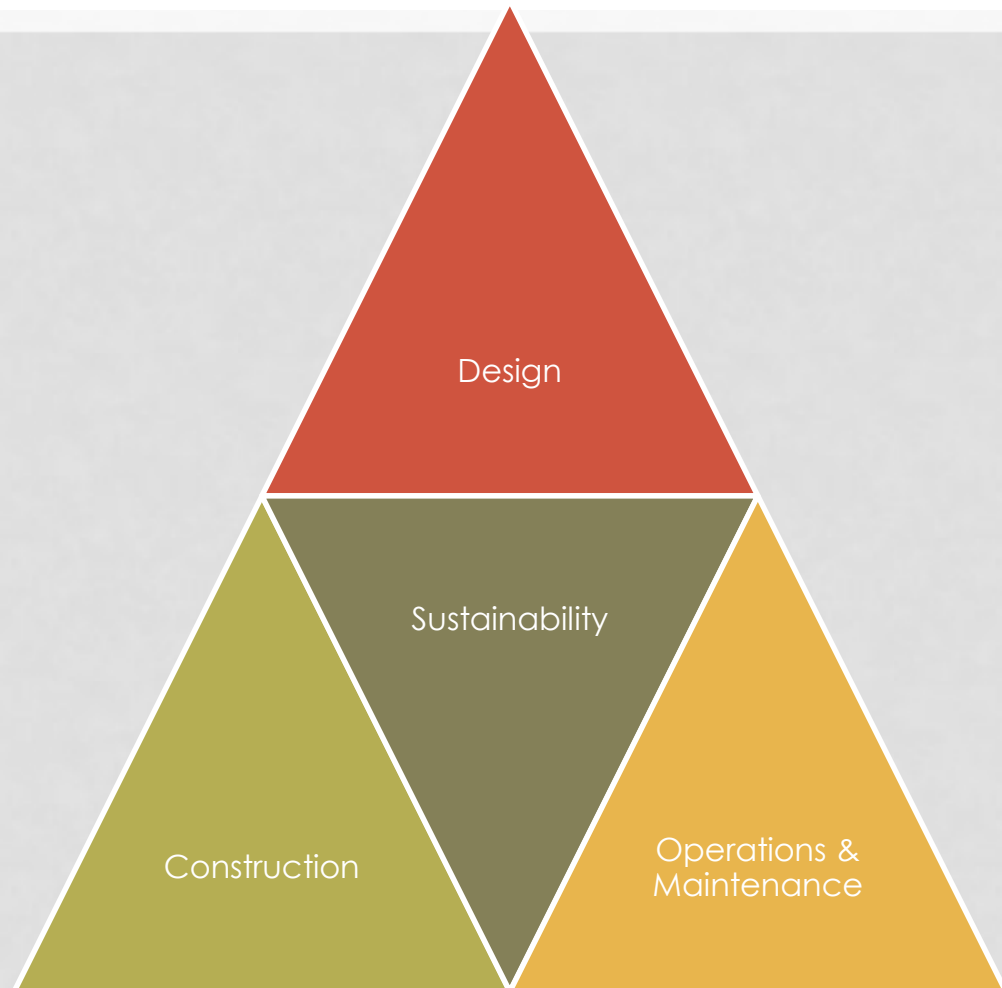 Design
Sustainability
Construction
Operations &
Maintenance